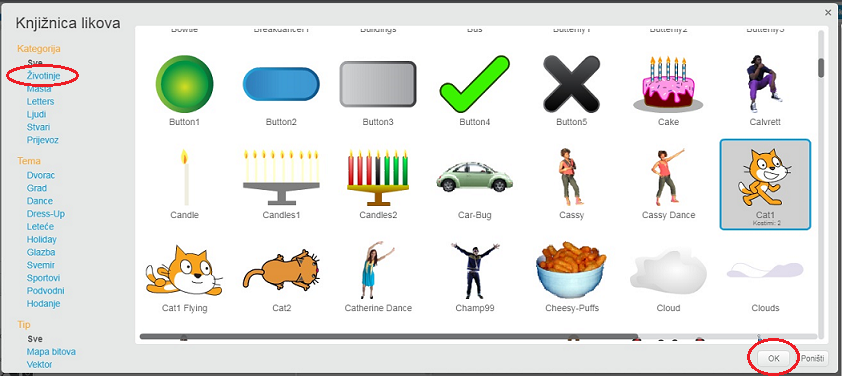 Knjižnica likova
Kategorija
Sve
Životinje
Mašta
Letters
Ljudi
Stvari
Prijevoz
Tema
Dvorac
Grad
Dance
Dress-Up
Leteće
Holiday
Glazba
Svemir
Sportovi
Podvodni
Hodanje
Tip
Sve
Mapa bitova
Vektor
Bowtie Breakdancer1 Buildings Bus Butterfly1 Butterfly2 Butterfly3
Button1 Button2 Button3 Button4 Button5 Cake Calvrett
Candle Candles1 Candles2 Car-Bug Cassy Cassy Dance Cat1
Kostimi: 2
Cat1 Flying Cat2 Catherine Dance Champ99 Cheesy-Puffs Cloud Clouds
OK Poništi